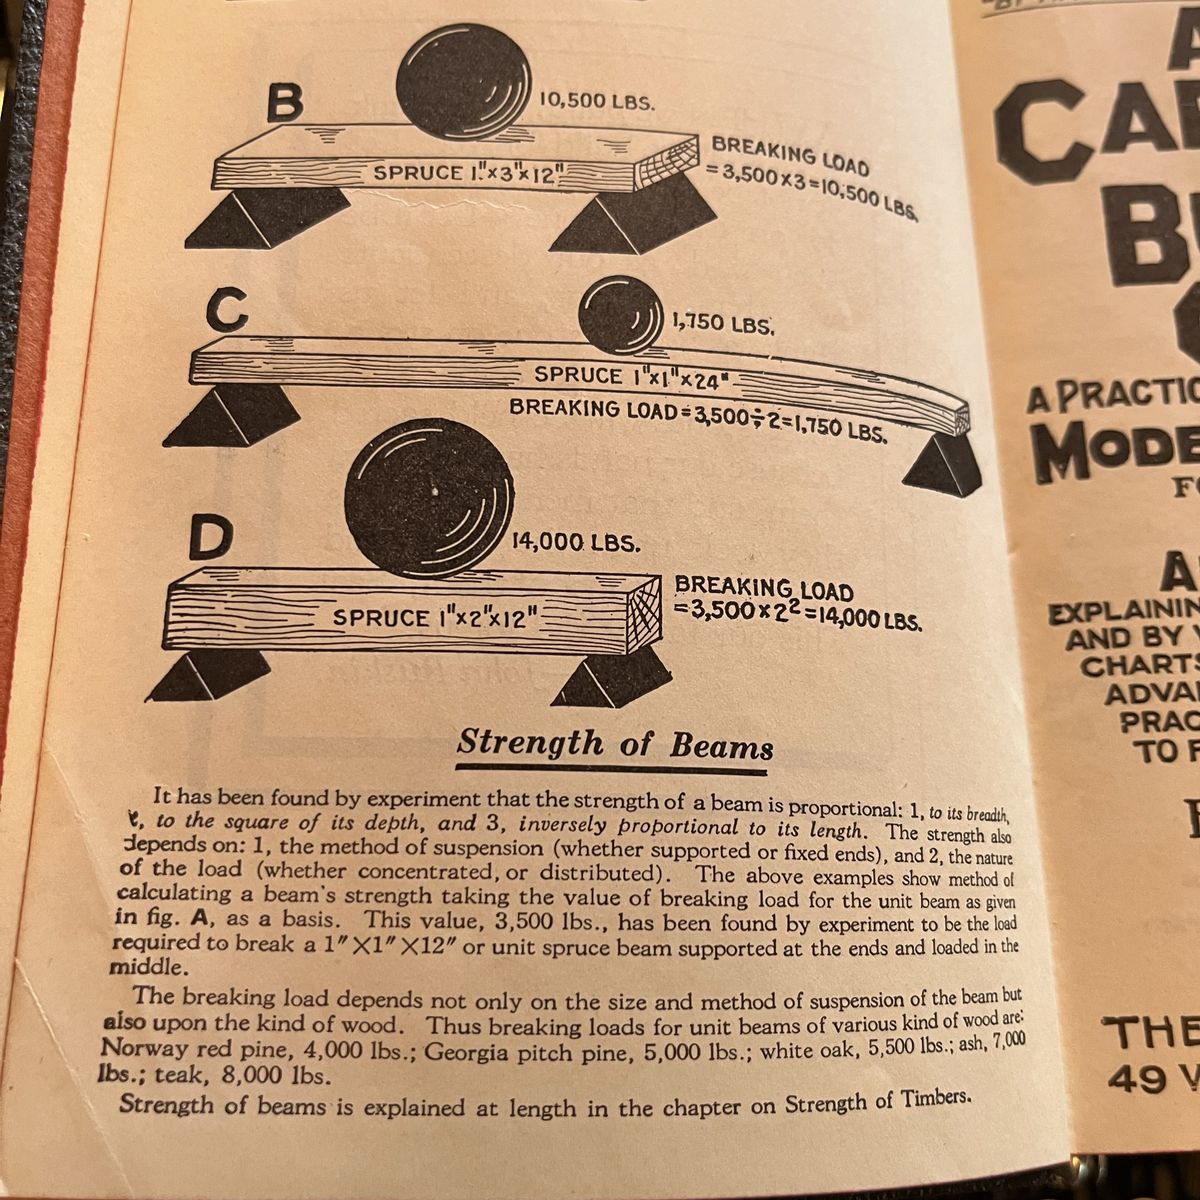 B
10,500 LBS.
SPRUCE 1"x3"x12"
BREAKING LOAD
=3,500x3=10,500 LBS.
C
1,750 LBS.
SPRUCE 1"x1"x24"
BREAKING LOAD=3,500÷2=1,750 LBS.
D
14,000 LBS.
SPRUCE 1"x2"x12"
BREAKING LOAD
=3,500x2²=14,000 LBS.
Strength of Beams
It has been found by experiment that the strength of a beam is proportional: 1, to its breadth,
to the square of its depth, and 3, inversely proportional to its length. The strength also
depends on: 1, the method of suspension (whether supported or fixed ends), and 2, the nature
of the load (whether concentrated, or distributed). The above examples show method of
calculating a beam's strength taking the value of breaking load for the unit beam as given
in fig. A, as a basis. This value, 3,500 lbs., has been found by experiment to be the load
required to break a 1" X1" X12" or unit spruce beam supported at the ends and loaded in the
middle.
The breaking load depends not only on the size and method of suspension of the beam but
also upon the kind of wood. Thus breaking loads for unit beams of various kind of wood are:
Norway red pine, 4,000 lbs.; Georgia pitch pine, 5,000 lbs.; white oak, 5,500 lbs.; ash, 7,000
lbs.; teak, 8,000 lbs.
Strength of beams is explained at length in the chapter on Strength of Timbers.
A PRACTIC
MODE
EXPLAININ
AND BY
CHARTS
ADVA
PRAC
TO F
THE
49